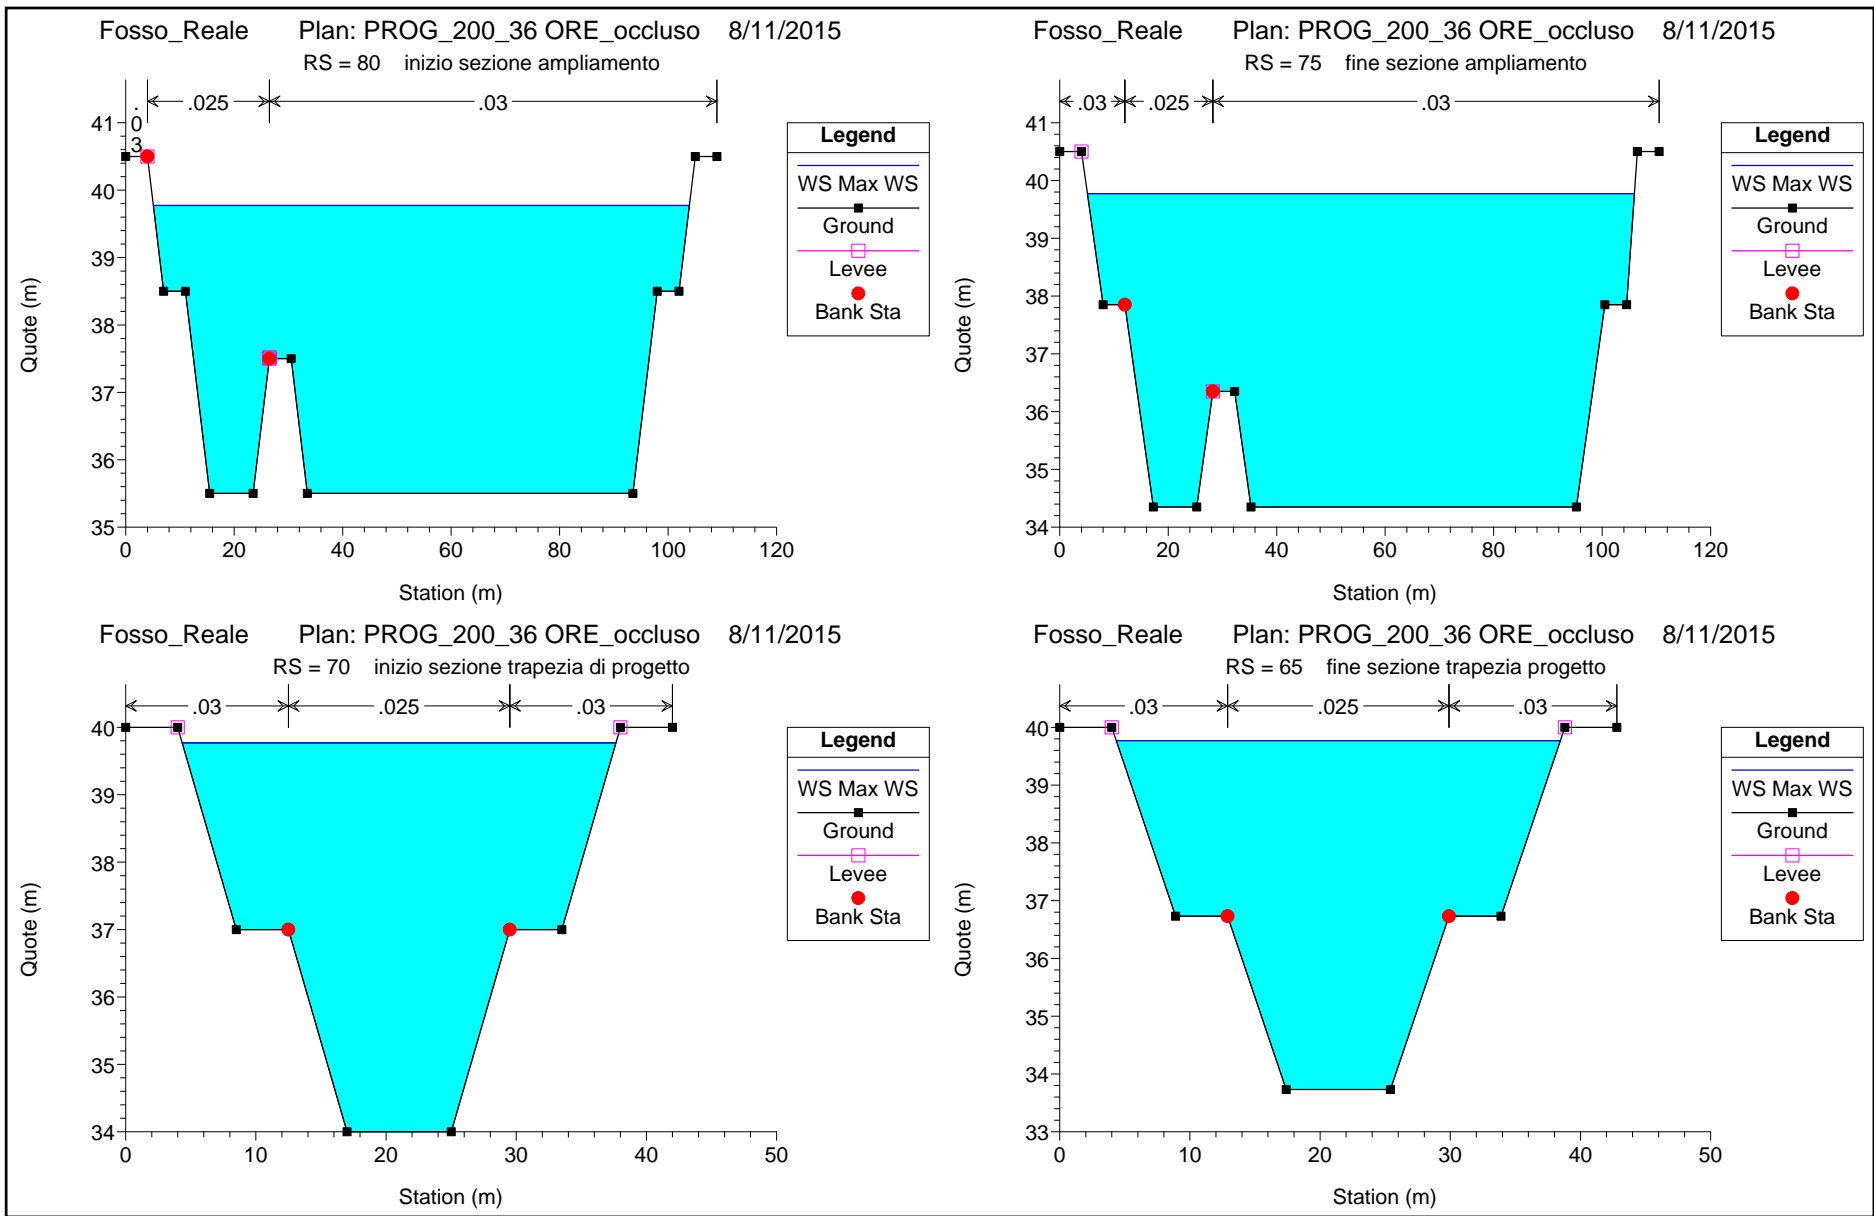 Fosso_Reale Plan: PROG_200_36 ORE_occluso 8/11/2015
RS = 80 inizio sezione ampliamento
.03
.025
.03
41
40
39
38
37
36
35
0 20 40 60 80 100 120
Quote (m)
Station (m)
Legend
WS Max WS
Ground
Levee
Bank Sta
Fosso_Reale Plan: PROG_200_36 ORE_occluso 8/11/2015
RS = 75 fine sezione ampliamento
.03
.025
.03
41
40
39
38
37
36
35
34
0 20 40 60 80 100 120
Quote (m)
Station (m)
Legend
WS Max WS
Ground
Levee
Bank Sta
Fosso_Reale Plan: PROG_200_36 ORE_occluso 8/11/2015
RS = 70 inizio sezione trapezia di progetto
.03
.025
.03
40
39
38
37
36
35
34
0 10 20 30 40 50
Quote (m)
Station (m)
Legend
WS Max WS
Ground
Levee
Bank Sta
Fosso_Reale Plan: PROG_200_36 ORE_occluso 8/11/2015
RS = 65 fine sezione trapezia progetto
.03
.025
.03
40
39
38
37
36
35
34
33
0 10 20 30 40 50
Quote (m)
Station (m)
Legend
WS Max WS
Ground
Levee
Bank Sta